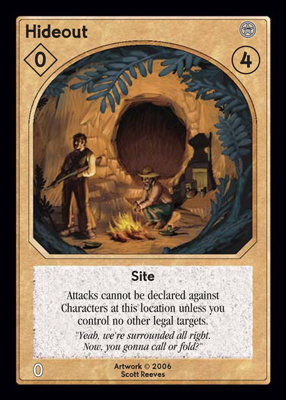 Hideout
0
4
Site
Attacks cannot be declared against
Characters at this location unless you
control no other legal targets.
"Yeah, we're surrounded all right.
Now, you gonna call or fold?"
0
Artwork © 2006
Scott Reeves